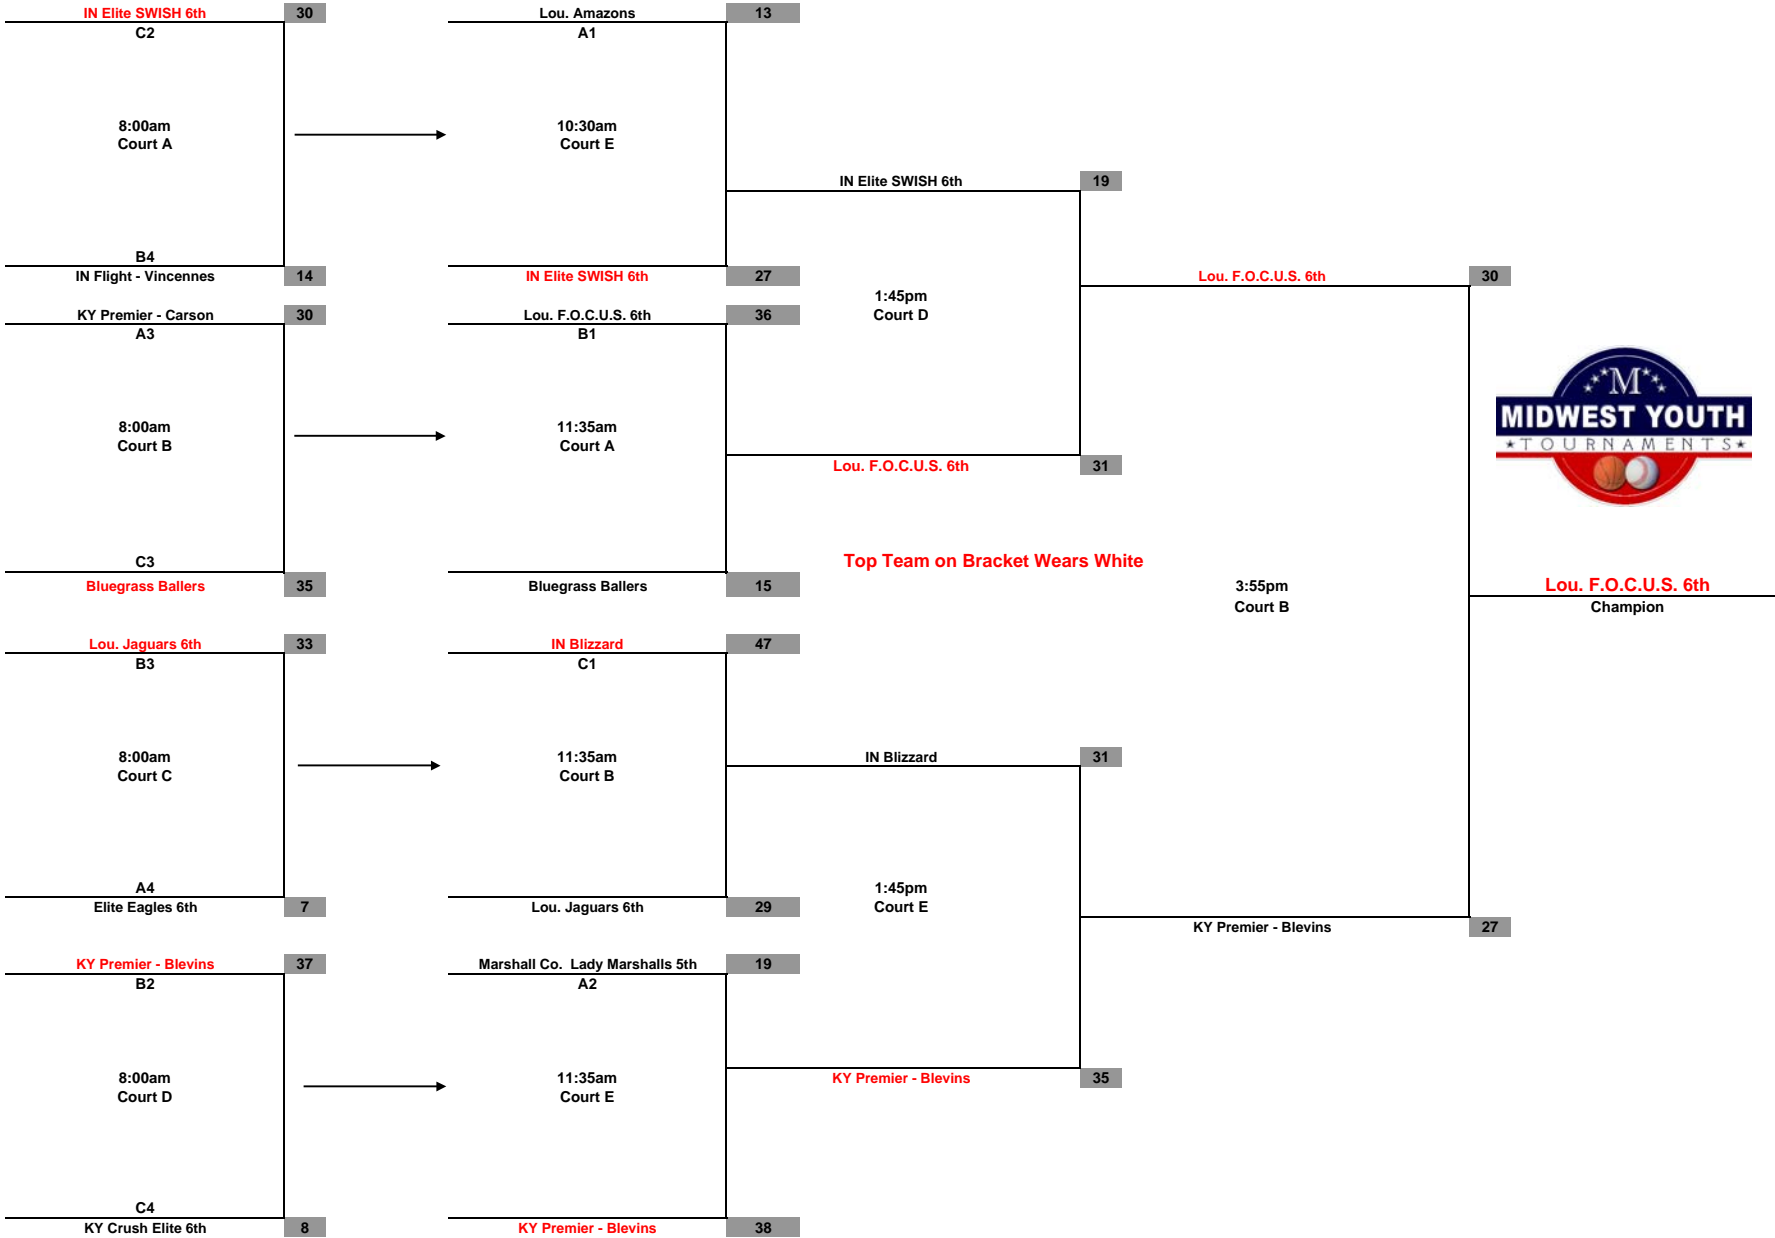 IN Elite SWISH 6th 30
C2
8:00am
Court A
B4
IN Flight - Vincennes 14
KY Premier - Carson 30
A3
8:00am
Court B
C3
Bluegrass Ballers 35
Lou. Jaguars 6th 33
B3
8:00am
Court C
A4
Elite Eagles 6th 7
KY Premier - Blevins 37
B2
8:00am
Court D
C4
KY Crush Elite 6th 8
Lou. Amazons 13
A1
10:30am
Court E
IN Elite SWISH 6th 27
Lou. F.O.C.U.S. 6th 36
B1
11:35am
Court A
Bluegrass Ballers 15
IN Blizzard 47
C1
11:35am
Court B
Lou. Jaguars 6th 29
Marshall Co.  Lady Marshalls 5th 19
A2
11:35am
Court E
KY Premier - Blevins 38
IN Elite SWISH 6th 19
1:45pm
Court D
Lou. F.O.C.U.S. 6th 31
Top Team on Bracket Wears White
IN Blizzard 31
1:45pm
Court E
KY Premier - Blevins 35
Lou. F.O.C.U.S. 6th 30
3:55pm
Court B
KY Premier - Blevins 27
M
MIDWEST YOUTH
TOURNAMENTS
Lou. F.O.C.U.S. 6th
Champion